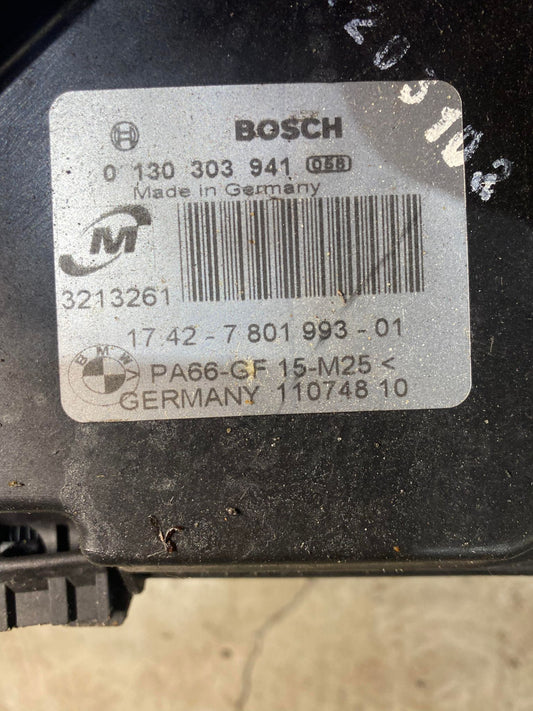 BOSCH
0 130 303 941 058
Made in Germany
M
3213261
17 42 - 7 801 993 - 01
BMW PA66-GF 15-M25 <
GERMANY 110748 10